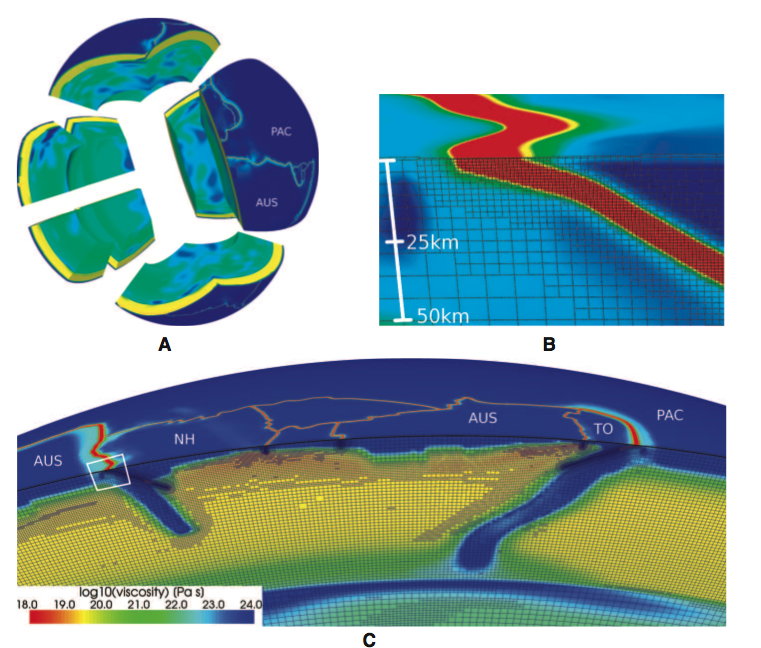 PAC
AUS
A
25km
50km
B
AUS
NH
AUS
TO
PAC
log10(viscosity) [Pa s]
18.0 19.0 20.0 21.0 22.0 23.0 24.0
C